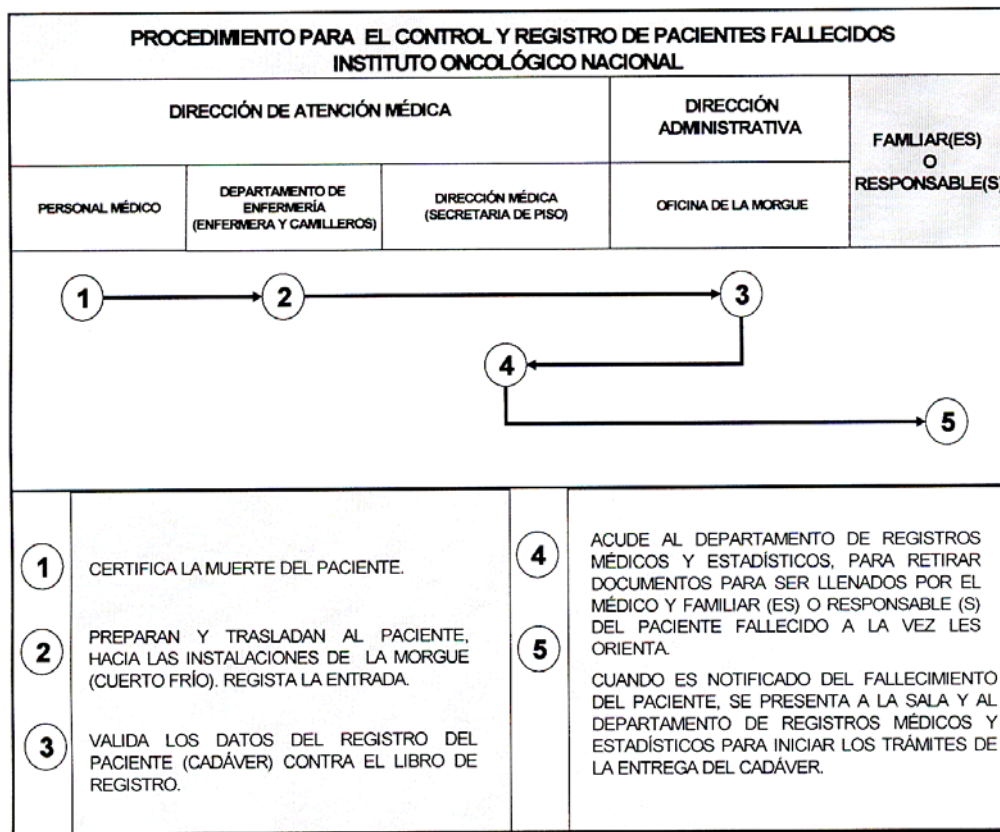 PROCEDIMIENTO PARA EL CONTROL Y REGISTRO DE PACIENTES FALLECIDOS
INSTITUTO ONCOLÓGICO NACIONAL
DIRECCIÓN DE ATENCIÓN MÉDICA
DIRECCIÓN
ADMINISTRATIVA
FAMLIAR(ES)
O
RESPONSABLE(S)
PERSONAL MÉDICO
DEPARTAMENTO DE
ENFERMERÍA
(ENFERMERA Y CAMILLEROS)
DIRECCIÓN MÉDICA
(SECRETARIA DE PISO)
OFICINA DE LA MORGUE
1
2
3
4
5
1
CERTIFICA LA MUERTE DEL PACIENTE.
2
PREPARAN Y TRASLADAN AL PACIENTE,
HACIA LAS INSTALACIONES DE LA MORGUE
(CUERTO FRÍO). REGISTA LA ENTRADA.
3
VALIDA LOS DATOS DEL REGISTRO DEL
PACIENTE (CADÁVER) CONTRA EL LIBRO DE
REGISTRO.
4
ACUDE AL DEPARTAMENTO DE REGISTROS
MÉDICOS Y ESTADÍSTICOS, PARA RETIRAR
DOCUMENTOS PARA SER LLENADOS POR EL
MÉDICO Y FAMILIAR (ES) O RESPONSABLE (S)
DEL PACIENTE FALLECIDO A LA VEZ LES
ORIENTA.
5
CUANDO ES NOTIFICADO DEL FALLECIMIENTO
DEL PACIENTE, SE PRESENTA A LA SALA Y AL
DEPARTAMENTO DE REGISTROS MÉDICOS Y
ESTADÍSTICOS PARA INICIAR LOS TRÁMITES DE
LA ENTREGA DEL CADÁVER.